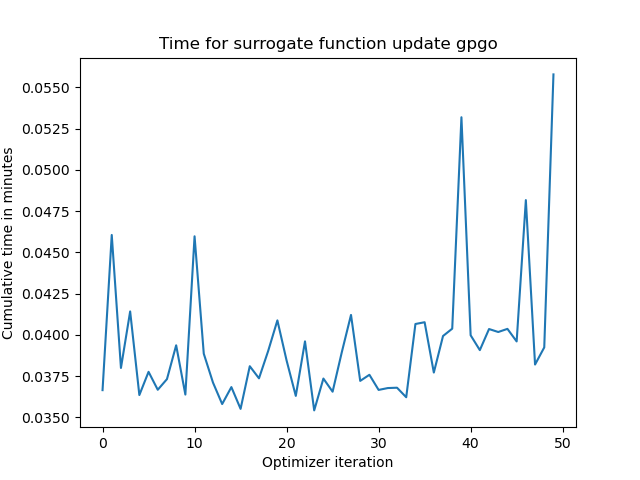 Time for surrogate function update gpgo
Cumulative time in minutes
0.0550
0.0525
0.0500
0.0475
0.0450
0.0425
0.0400
0.0375
0.0350
0 10 20 30 40 50
Optimizer iteration